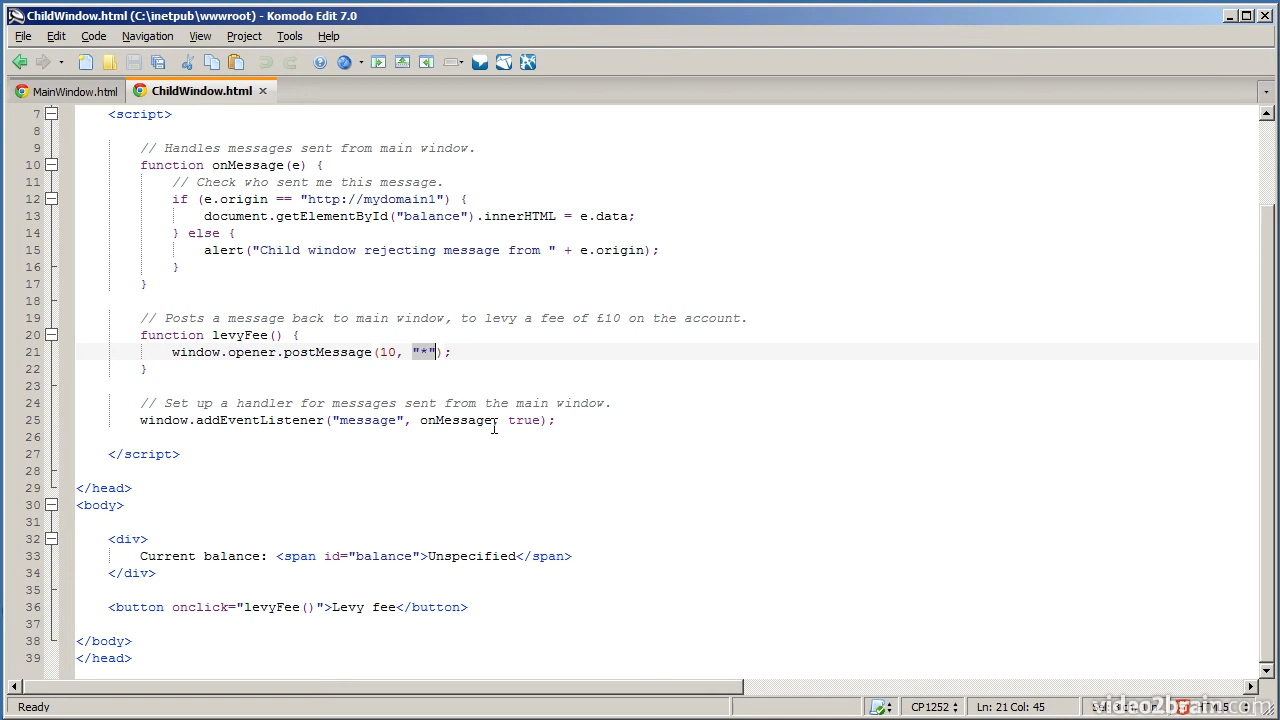 ChildWindow.html (C:\inetpub\wwwroot) - Komodo Edit 7.0
File Edit Code Navigation View Project Tools Help
MainWindow.html ChildWindow.html
7 <script>
8
9 // Handles messages sent from main window.
10 function onMessage(e) {
11 // Check who sent me this message.
12 if (e.origin == "http://mydomain1") {
13 document.getElementById("balance").innerHTML = e.data;
14 } else {
15 alert("Child window rejecting message from " + e.origin);
16 }
17 }
18
19 // Posts a message back to main window, to levy a fee of £10 on the account.
20 function levyFee() {
21 window.opener.postMessage(10, "*");
22 }
23
24 // Set up a handler for messages sent from the main window.
25 window.addEventListener("message", onMessage, true);
26
27 </script>
28
29 </head>
30 <body>
31
32 <div>
33 Current balance: <span id="balance">Unspecified</span>
34 </div>
35
36 <button onclick="levyFee()">Levy fee</button>
37
38 </body>
39 </head>
Ready CP1252 Ln: 21 Col: 45 HTML5
video2brain.com